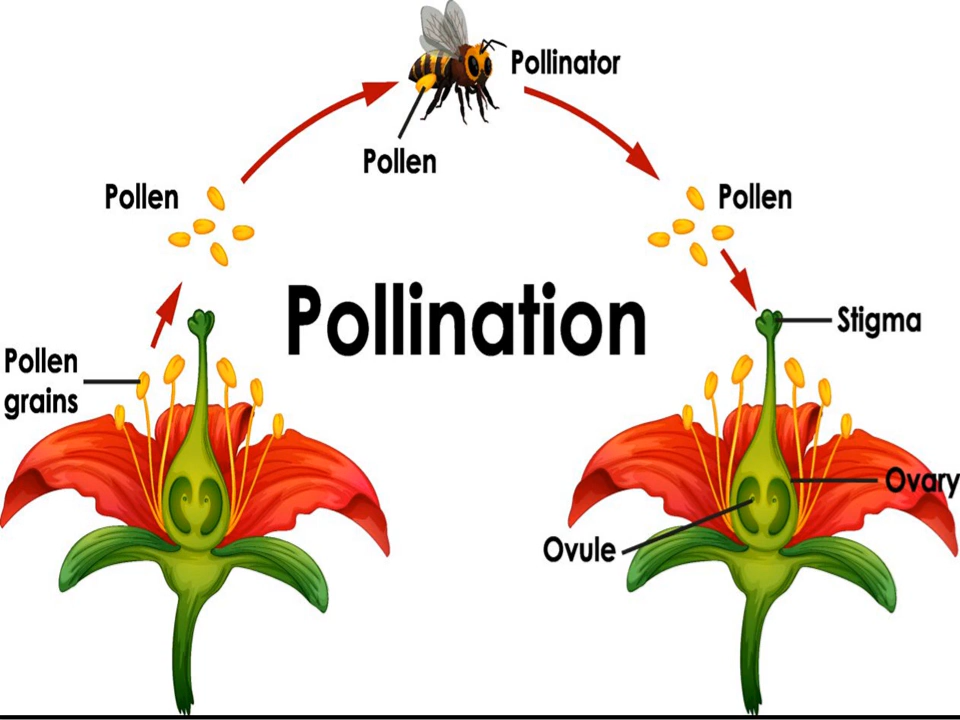 Pollinator
Pollen
Pollen
Pollen
Pollination
Stigma
Pollen
grains
Ovary
Ovule